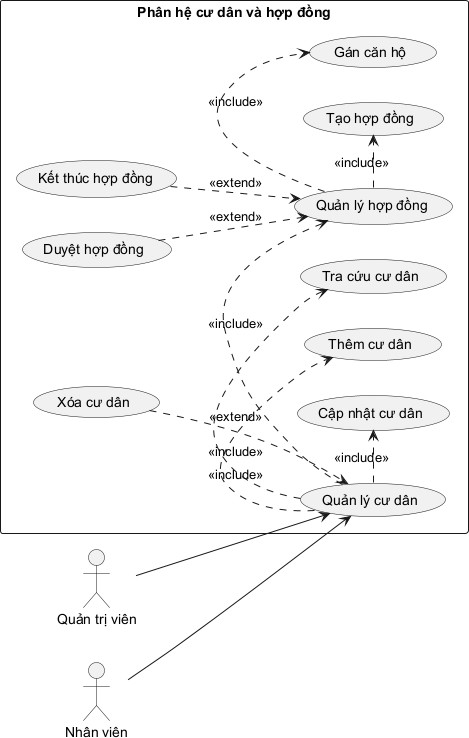 Phân hệ cư dân và hợp đồng
Gán căn hộ
«include»
Tạo hợp đồng
«include»
Kết thúc hợp đồng
«extend»
Quản lý hợp đồng
«extend»
Duyệt hợp đồng
Tra cứu cư dân
«include»
Thêm cư dân
Xóa cư dân
Cập nhật cư dân
«extend»
«include»
«include»
«include»
Quản lý cư dân
Quản trị viên
Nhân viên